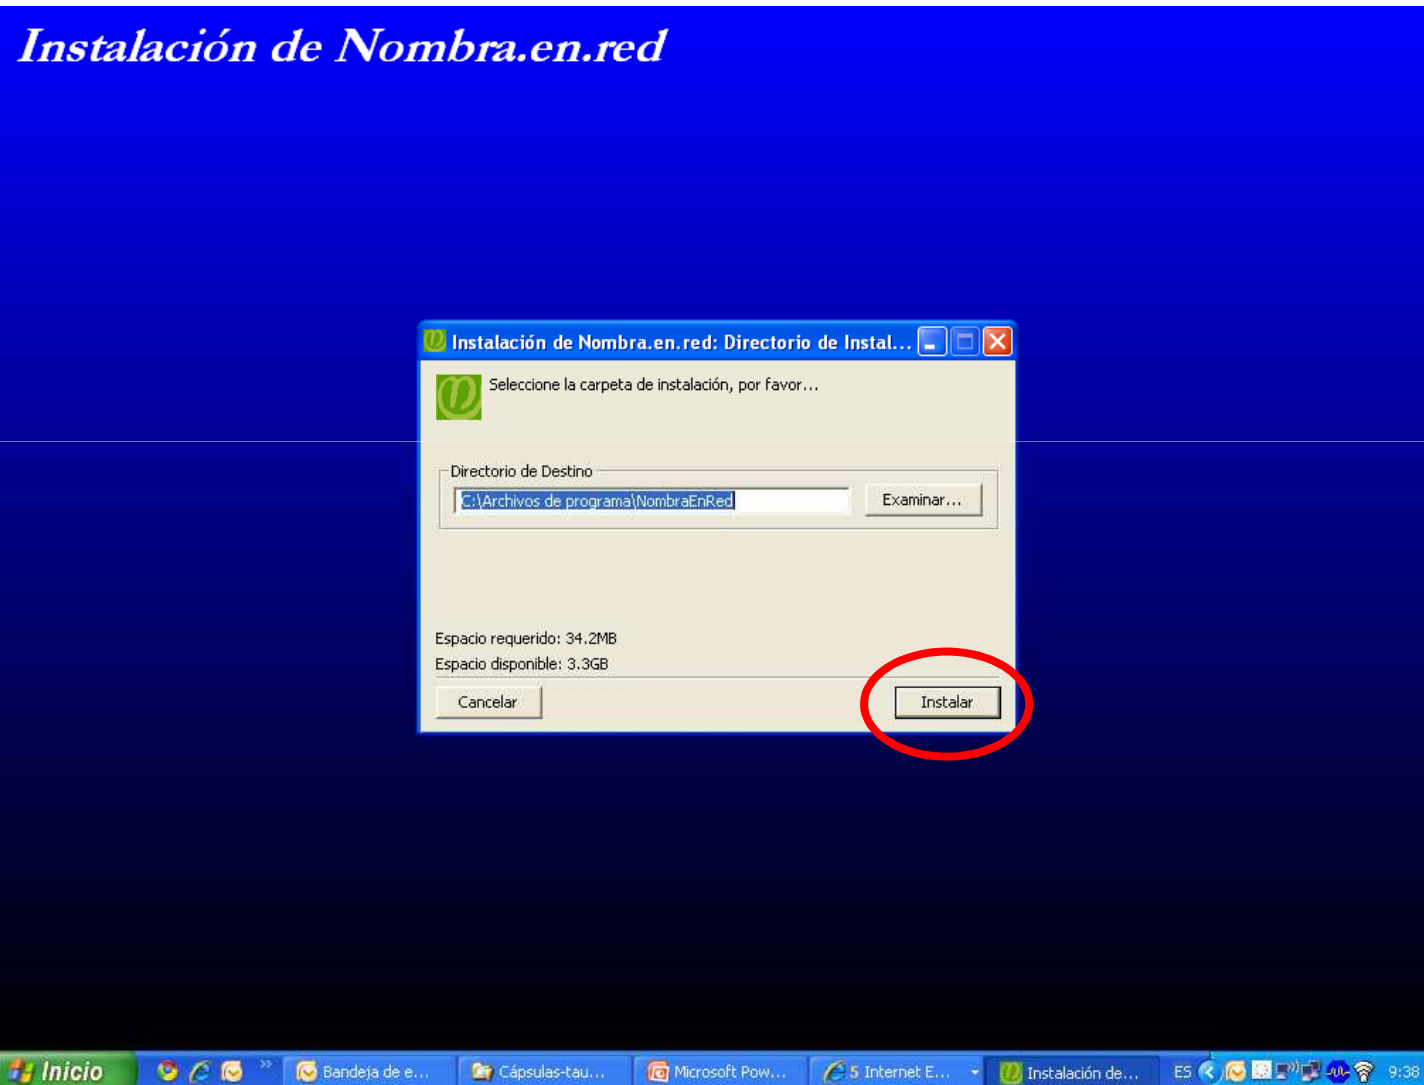 Instalación de Nombra.en.red
Instalación de Nombra.en.red: Directorio de Instal...
Seleccione la carpeta de instalación, por favor...
Directorio de Destino
C:\Archivos de programa\NombraEnRed
Examinar...
Espacio requerido: 34.2MB
Espacio disponible: 3.3GB
Cancelar
Instalar
Inicio
Bandeja de e...
Cápsulas-tau...
Microsoft Pow...
5 Internet E...
Instalación de...
ES
9:38